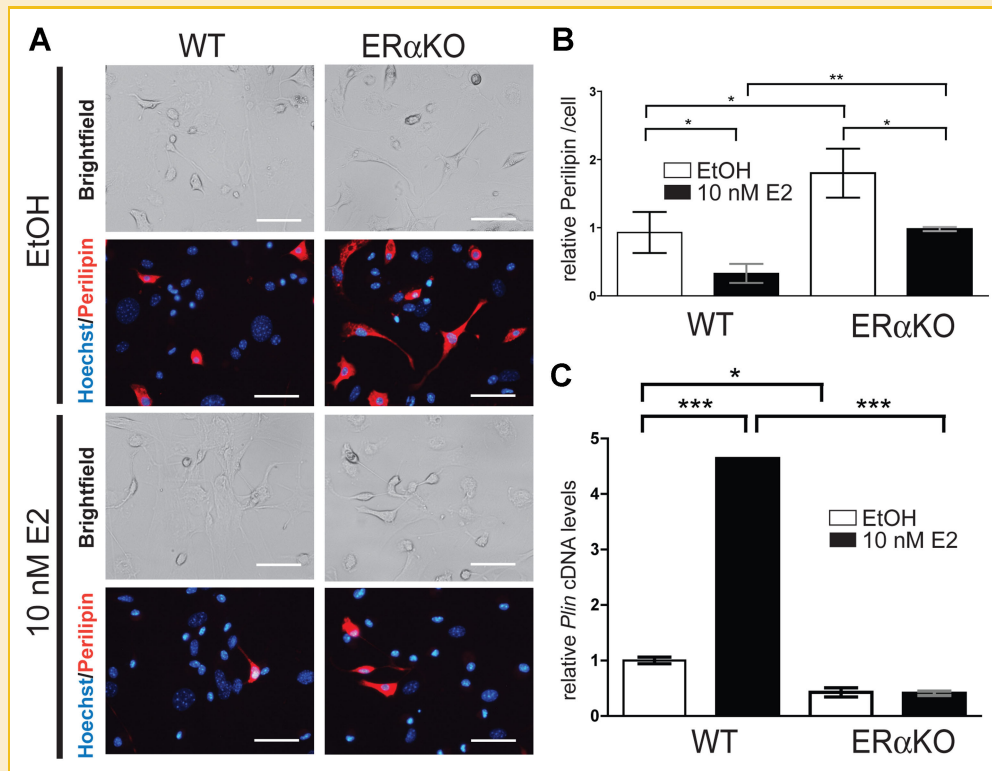 A
WT
ERαKO
EtOH
Brightfield
Hoechst/Perilipin
10 nM E2
Brightfield
Hoechst/Perilipin
B
relative Perilipin /cell
3
2
1
0
**
*
*
*
EtOH
10 nM E2
WT
ERαKO
C
relative Plin cDNA levels
5
4
3
2
1
0
*
***
***
EtOH
10 nM E2
WT
ERαKO